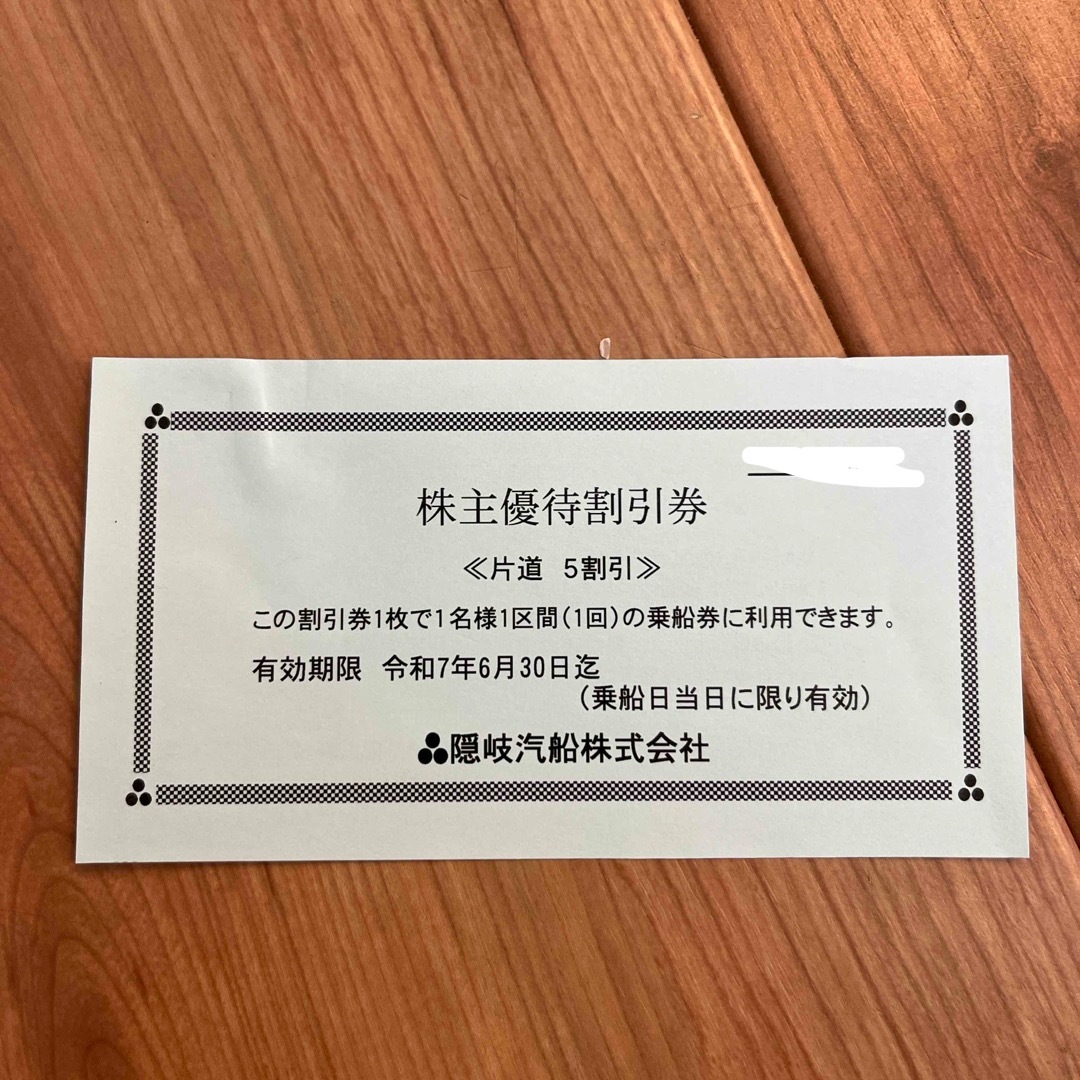 株主優待割引券
≪片道　5割引≫
この割引券1枚で1名様1区間(1回)の乗船券に利用できます。
有効期限　令和7年6月30日迄
(乗船日当日に限り有効)
隠岐汽船株式会社